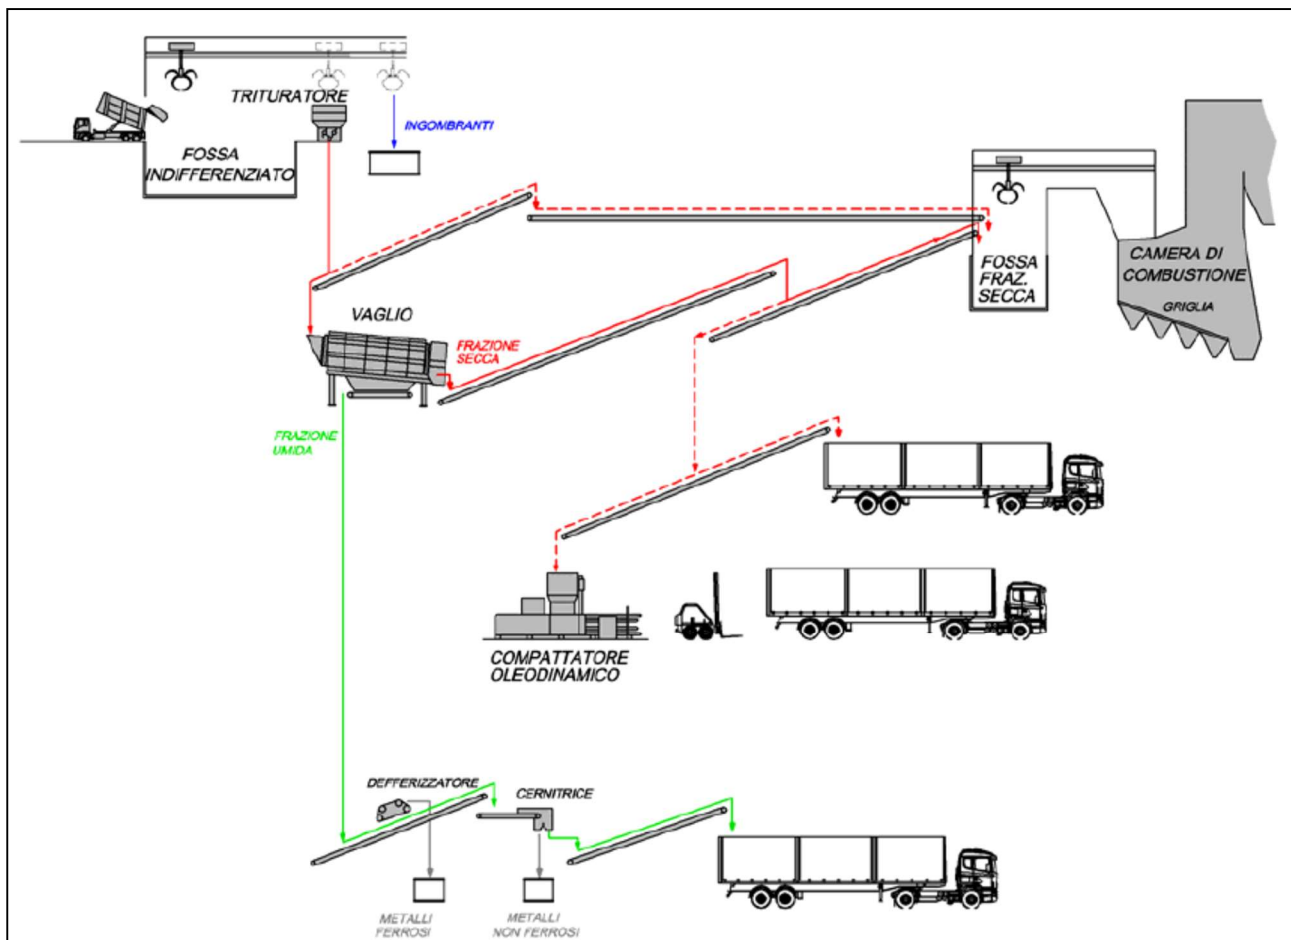 TRITURATORE
INGOMBRANTI
FOSSA
INDIFFERENZIATO
CAMERA DI
COMBUSTIONE
FOSSA
FRAZ.
SECCA
GRIGLIA
VAGLIO
FRAZIONE
SECCA
FRAZIONE
UMIDA
COMPATTATORE
OLEODINAMICO
DEFFERIZZATORE
CERNITRICE
METALLI
FERROSI
METALLI
NON FERROSI